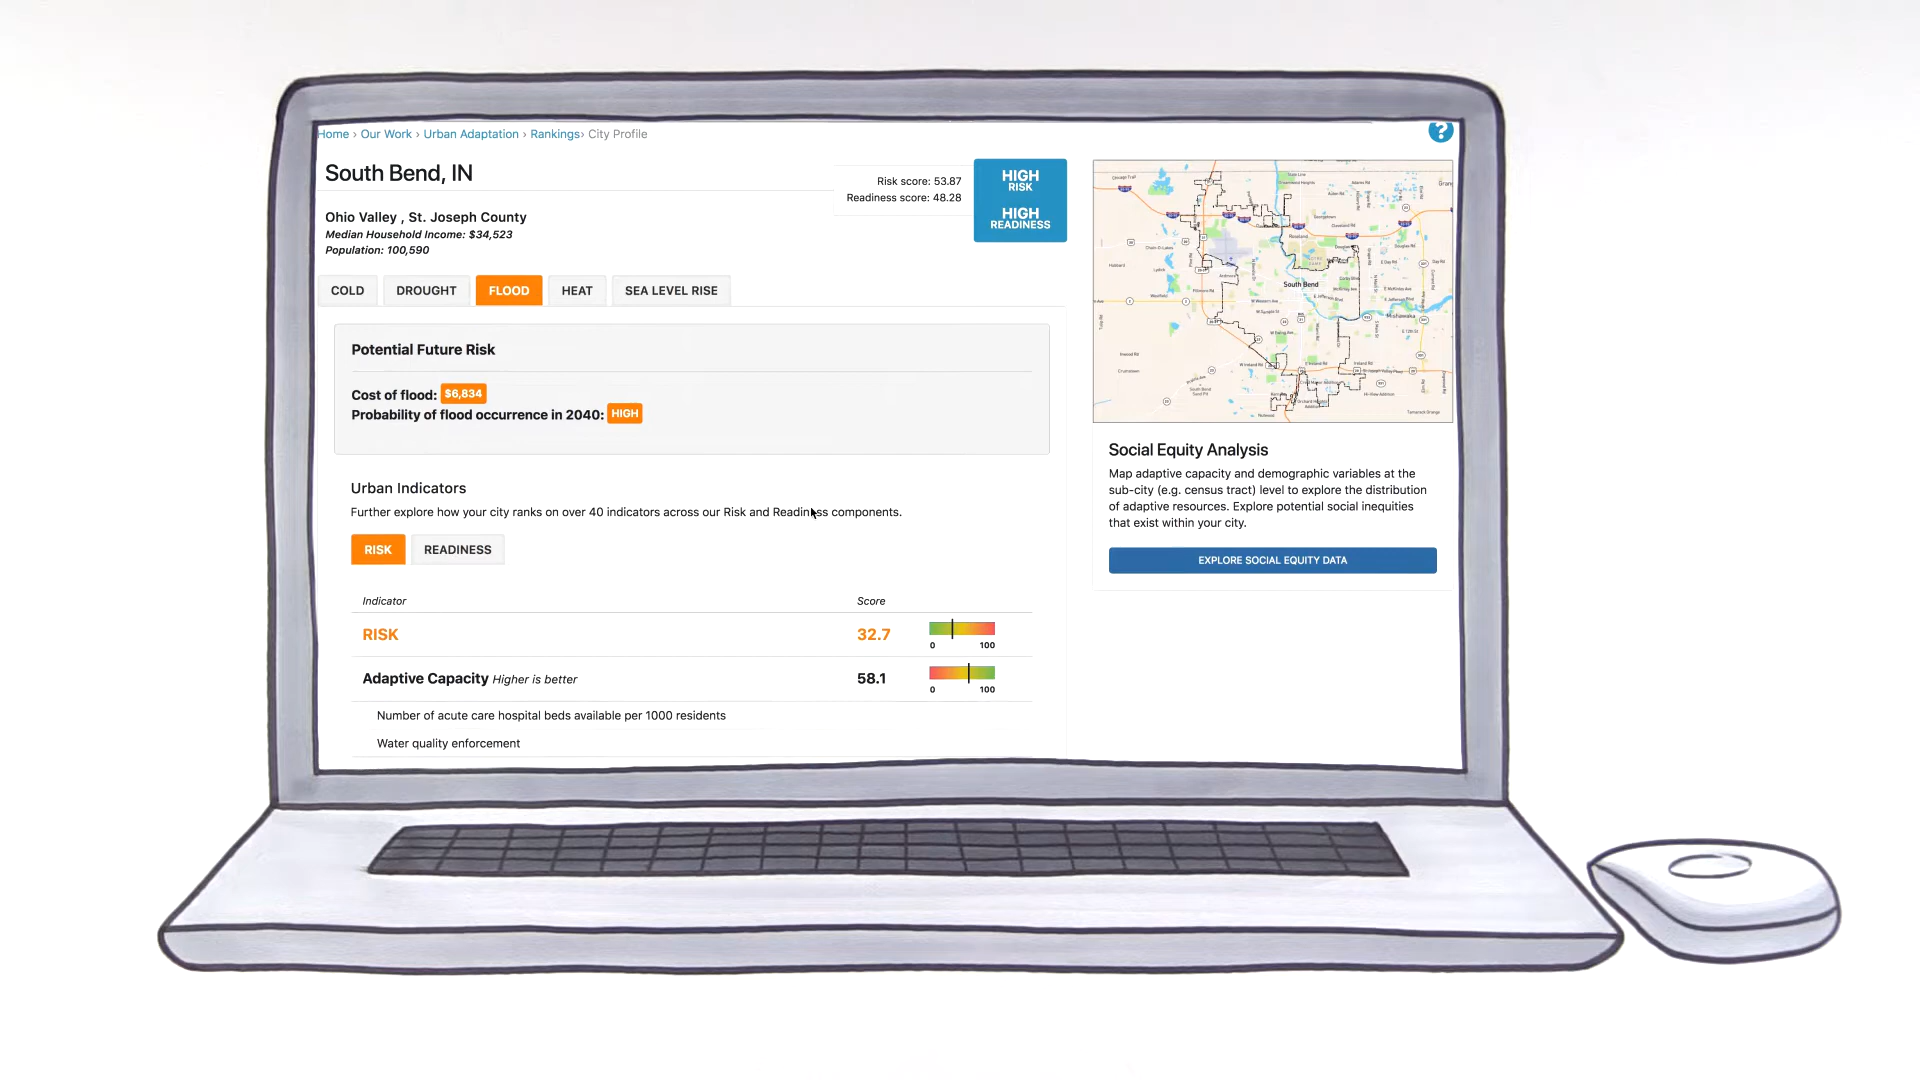 Home › Our Work › Urban Adaptation › Rankings› City Profile
?
South Bend, IN
Risk score: 53.87
Readiness score: 48.28
HIGH
RISK
HIGH
READINESS
Ohio Valley , St. Joseph County
Median Household Income: $34,523
Population: 100,590
COLD
DROUGHT
FLOOD
HEAT
SEA LEVEL RISE
Potential Future Risk
Cost of flood: $6,834
Probability of flood occurrence in 2040: HIGH
Urban Indicators
Further explore how your city ranks on over 40 indicators across our Risk and Readiness components.
RISK
READINESS
Indicator
Score
RISK
32.7
0
100
Adaptive Capacity Higher is better
58.1
0
100
Number of acute care hospital beds available per 1000 residents
Water quality enforcement
South Bend
Mishawaka
Roseland
Social Equity Analysis
Map adaptive capacity and demographic variables at the
sub-city (e.g. census tract) level to explore the distribution
of adaptive resources. Explore potential social inequities
that exist within your city.
EXPLORE SOCIAL EQUITY DATA